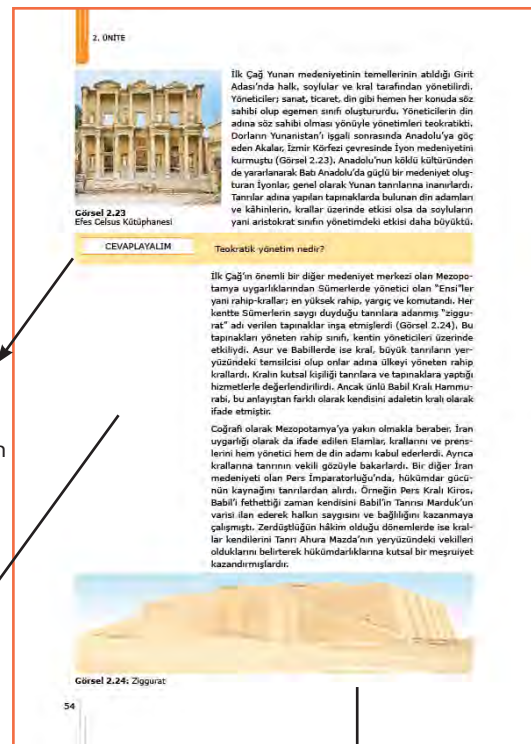 2. ÜNİTE
İlk Çağ Yunan medeniyetinin temellerinin atıldığı Girit
Adası'nda halk, soylular ve kral tarafından yönetilirdi.
Yöneticiler; sanat, ticaret, din gibi hemen her konuda söz
sahibi olup egemen sınıfı oluştururdu. Yöneticilerin din
adına söz sahibi olması yönüyle yönetimleri teokratikti.
Dorların Yunanistan'ı işgali sonrasında Anadolu'ya göç
eden Akalar, İzmir Körfezi çevresinde İyon medeniyetini
kurmuştu (Görsel 2.23). Anadolu'nun köklü kültüründen
de yararlanarak Batı Anadolu'da güçlü bir medeniyet oluş-
turan İyonlar, genel olarak Yunan tanrılarına inanırlardı.
Tanrılar adına yapılan tapınaklarda bulunan din adamları
ve kâhinlerin, krallar üzerinde etkisi olsa da soyluların
yani aristokrat sınıfın yönetimdeki etkisi daha büyüktü.
Görsel 2.23
Efes Celsus Kütüphanesi
CEVAPLAYALIM
Teokratik yönetim nedir?
İlk Çağ'ın önemli bir diğer medeniyet merkezi olan Mezopo-
tamya uygarlıklarından Sümerlerde yönetici olan "Ensi"ler
yani rahip-krallar; en yüksek rahip, yargıç ve komutandı. Her
kentte Sümerlerin saygı duyduğu tanrılara adanmış "ziggu-
rat" adı verilen tapınaklar inşa etmişlerdi (Görsel 2.24). Bu
tapınakları yöneten rahip sınıfı, kentin yöneticileri üzerinde
etkiliydi. Asur ve Babillerde ise kral, büyük tanrıların yer-
yüzündeki temsilcisi olup onlar adına ülkeyi yöneten rahip
krallardı. Kralın kutsal kişiliği tanrılara ve tapınaklara yaptığı
hizmetlerle değerlendirilirdi. Ancak ünlü Babil Kralı Hammu-
rabi, bu anlayıştan farklı olarak kendisini adaletin kralı olarak
ifade etmiştir.
Coğrafi olarak Mezopotamya'ya yakın olmakla beraber, İran
uygarlığı olarak da ifade edilen Elamlar, krallarını ve prens-
lerini hem yönetici hem de din adamı kabul ederlerdi. Ayrıca
krallarına tanrının vekili gözüyle bakarlardı. Bir diğer İran
medeniyeti olan Pers İmparatorluğu'nda, hükümdar gücü-
nün kaynağını tanrılardan alırdı. Örneğin Pers Kralı Kiros,
Babil'i fethettiği zaman kendisini Babil'in Tanrısı Marduk'un
varisi ilan ederek halkın saygısını ve bağlılığını kazanmaya
çalışmıştı. Zerdüştlüğün hâkim olduğu dönemlerde ise kral-
lar kendilerini Tanrı Ahura Mazda'nın yeryüzündeki vekilleri
olduklarını belirterek hükümdarlıklarına kutsal bir meşruiyet
kazandırmışlardır.
Görsel 2.24: Ziggurat
54